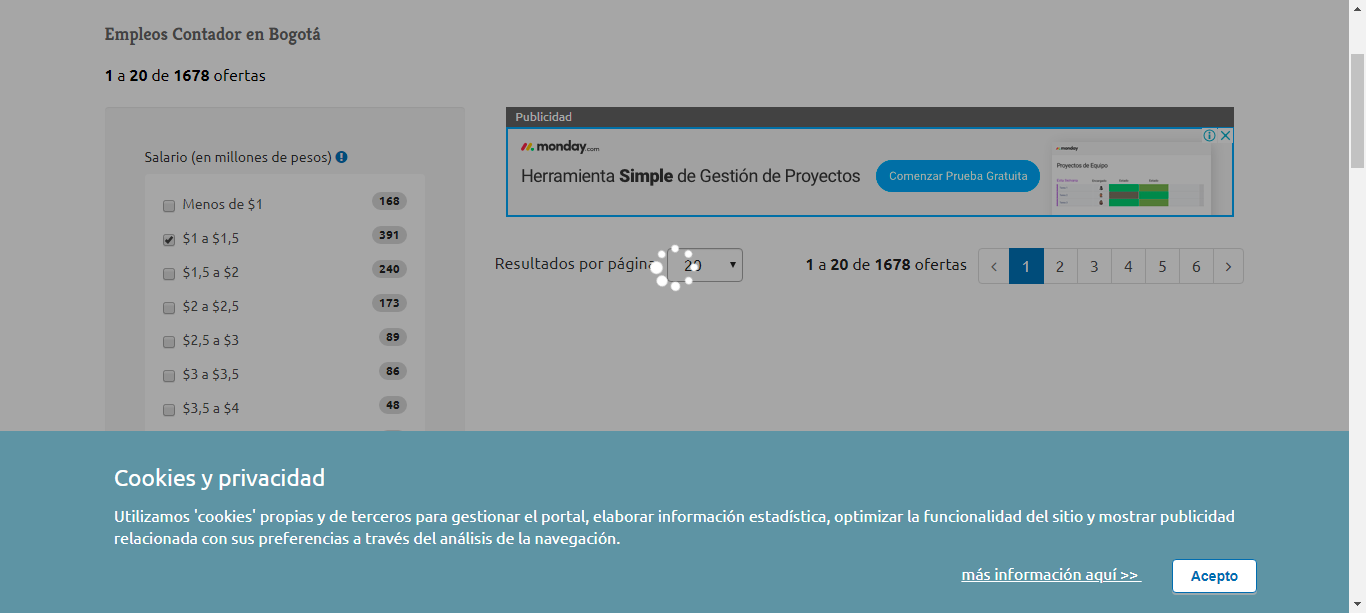 Empleos Contador en Bogotá
1 a 20 de 1678 ofertas
Salario (en millones de pesos)
Menos de $1 168
$1 a $1,5 391
$1,5 a $2 240
$2 a $2,5 173
$2,5 a $3 89
$3 a $3,5 86
$3,5 a $4 48
Publicidad
monday.com
Herramienta Simple de Gestión de Proyectos
Comenzar Prueba Gratuita
monday
Proyectos de Equipo
Resultados por página 20
1 a 20 de 1678 ofertas
< 1 2 3 4 5 6 >
Cookies y privacidad
Utilizamos 'cookies' propias y de terceros para gestionar el portal, elaborar información estadística, optimizar la funcionalidad del sitio y mostrar publicidad
relacionada con sus preferencias a través del análisis de la navegación.
más información aquí >>
Acepto